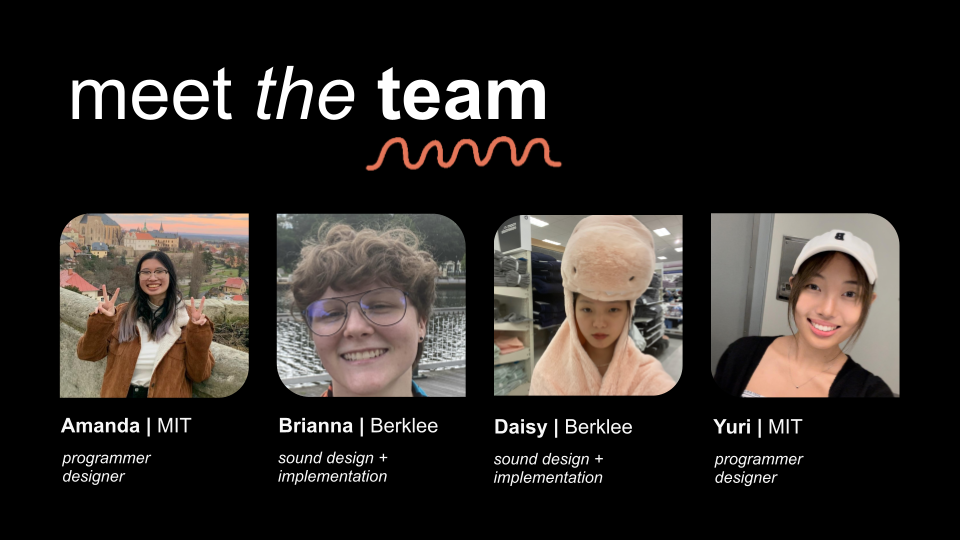 meet the team
Amanda | MIT
programmer
designer
Brianna | Berklee
sound design +
implementation
Daisy | Berklee
sound design +
implementation
Yuri | MIT
programmer
designer